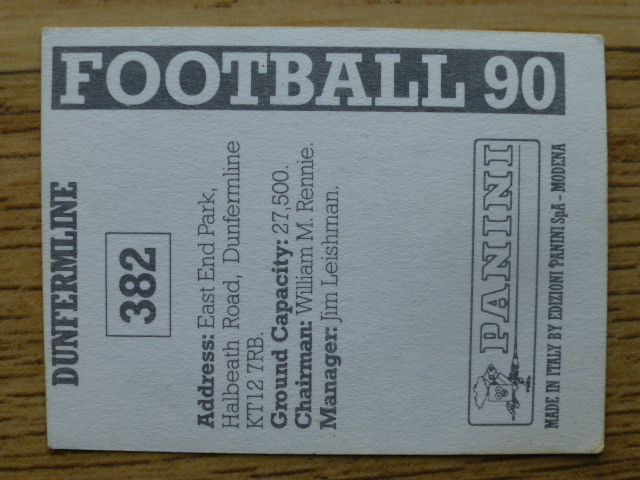 FOOTBALL 90
DUNFERMLINE
382
Address: East End Park,
Halbeath Road, Dunfermline
KT12 7RB.
Ground Capacity: 27,500.
Chairman: William M. Rennie.
Manager: Jim Leishman.
PANINI
MADE IN ITALY BY EDIZIONI PANINI SpA - MODENA